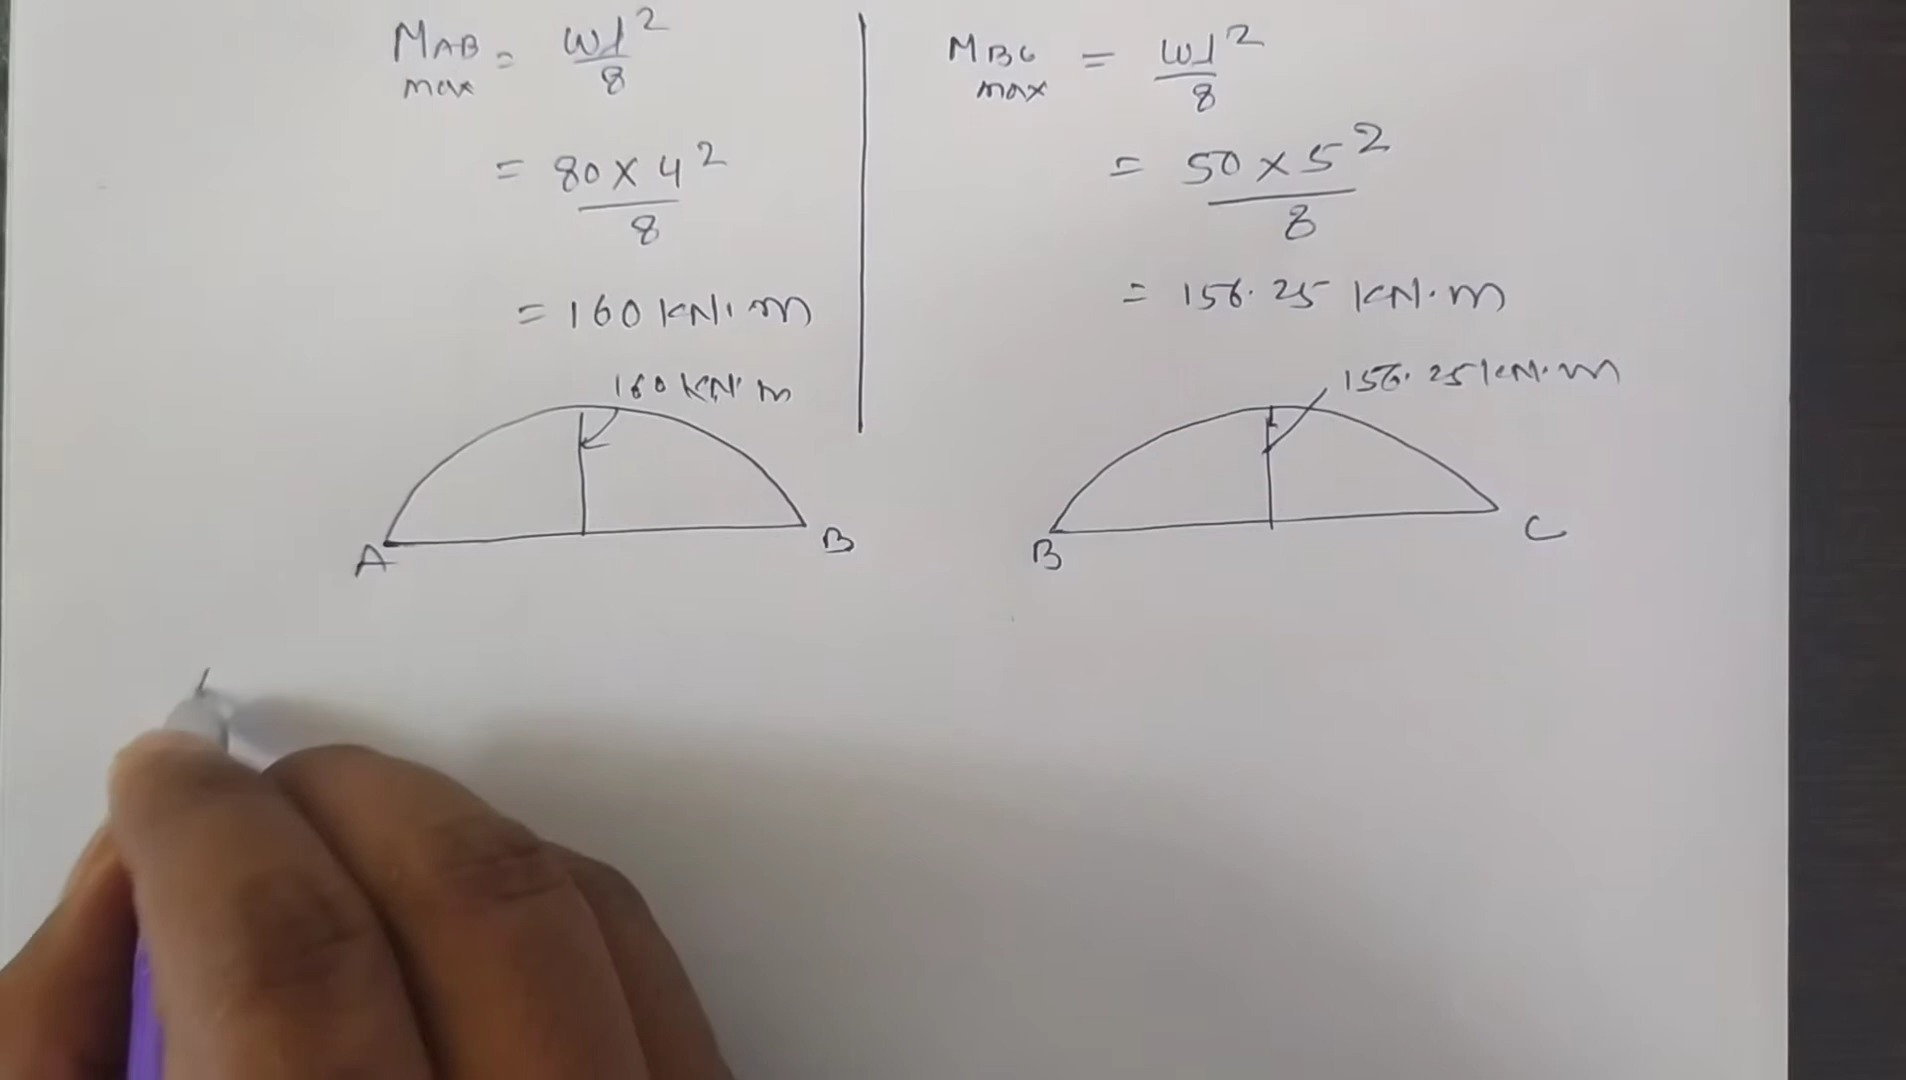 M_AB max = wl²/8
= 80 × 4²/8
= 160 kN.m
160 kN.m
A B
M_BC max = wl²/8
= 50 × 5²/8
= 156.25 kN.m
156.25 kN.m
B C